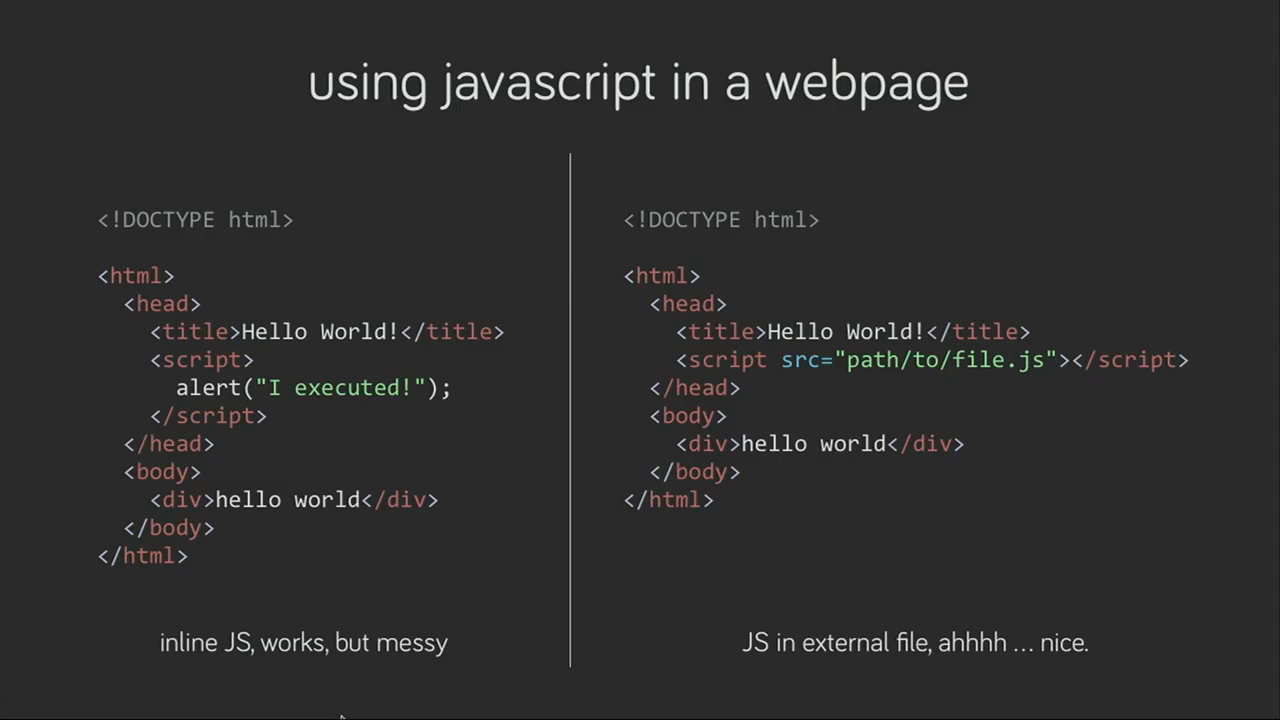 using javascript in a webpage
<!DOCTYPE html>
<html>
<head>
<title>Hello World!</title>
<script>
alert("I executed!");
</script>
</head>
<body>
<div>hello world</div>
</body>
</html>
inline JS, works, but messy
<!DOCTYPE html>
<html>
<head>
<title>Hello World!</title>
<script src="path/to/file.js"></script>
</head>
<body>
<div>hello world</div>
</body>
</html>
JS in external file, ahhhh ... nice.